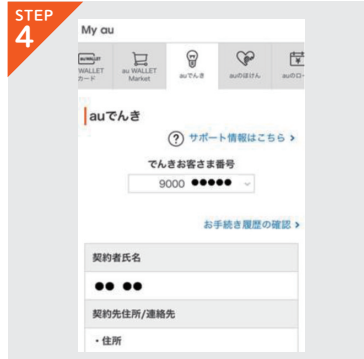 STEP
4
My au
au WALLET
WALLET
カード
au WALLET
Market
auでんき
auのほけん
auのロー
auでんき
? サポート情報はこちら >
でんきお客さま番号
9000 ●●●●●
お手続き履歴の確認 >
契約者氏名
●● ●●
契約先住所/連絡先
・住所